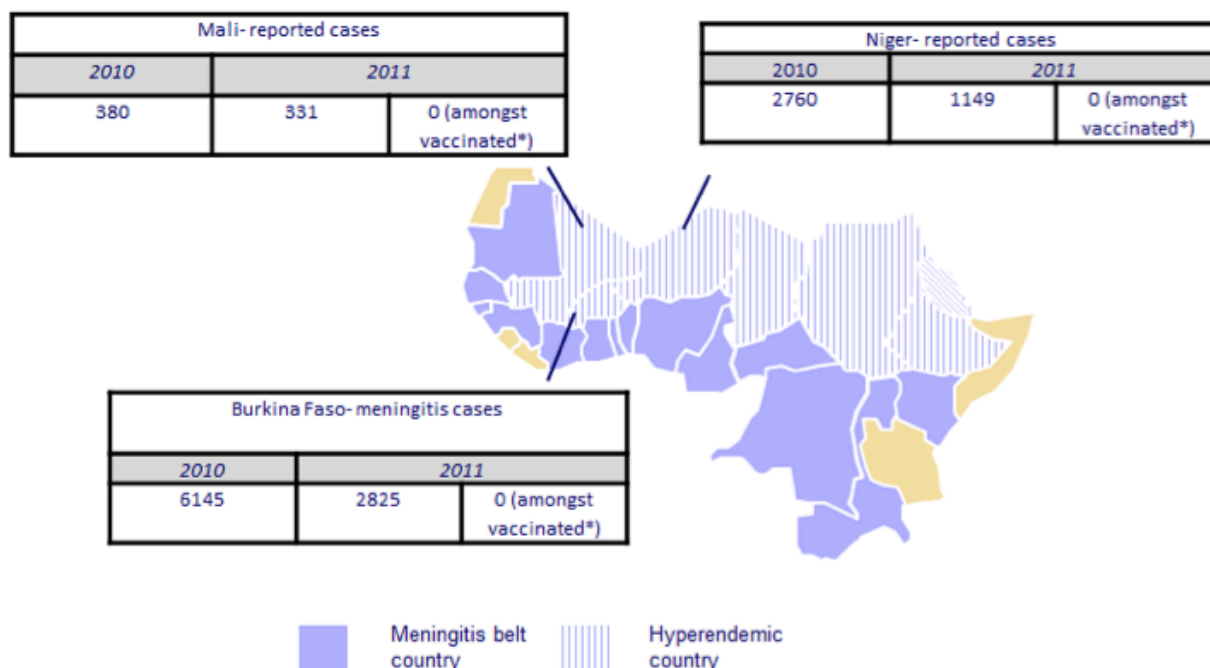 Mali- reported cases
2010 2011
380 331 0 (amongst
vaccinated*)
Niger- reported cases
2010 2011
2760 1149 0 (amongst
vaccinated*)
Burkina Faso- meningitis cases
2010 2011
6145 2825 0 (amongst
vaccinated*)
Meningitis belt
country
Hyperendemic
country